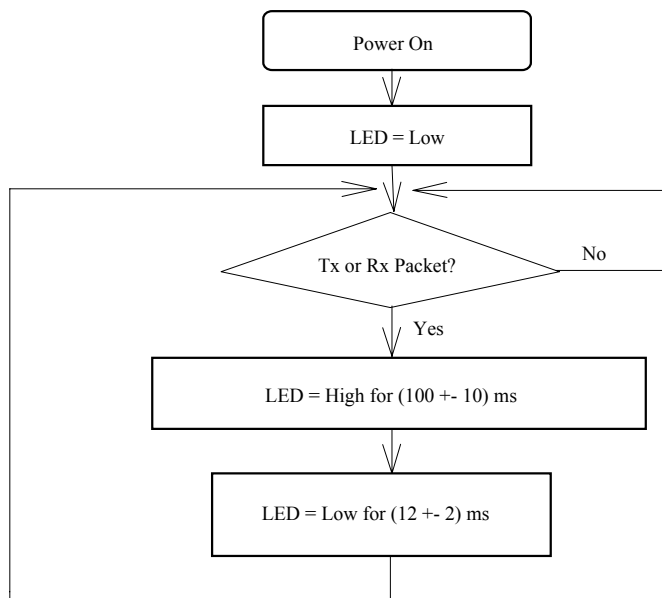 Power On
LED = Low
Tx or Rx Packet?
No
Yes
LED = High for (100 +- 10) ms
LED = Low for (12 +- 2) ms